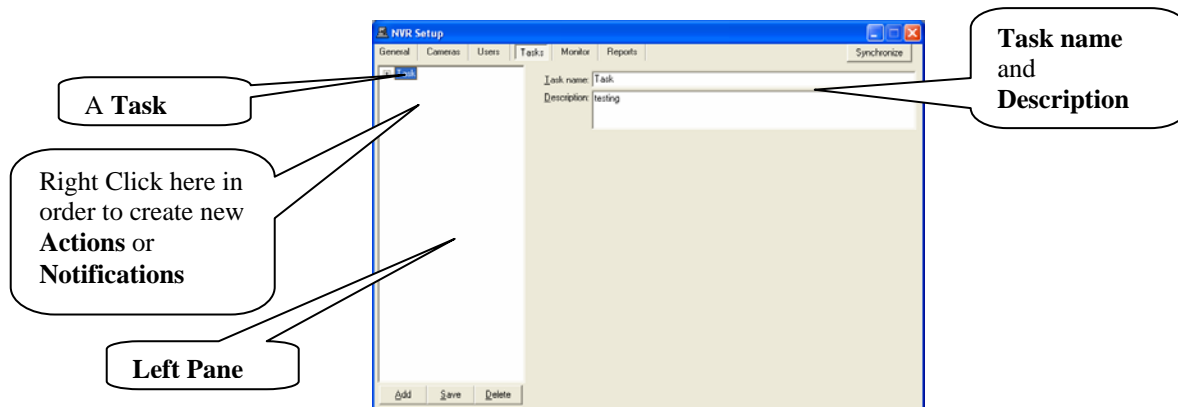 NVR Setup
General Cameras Users Tasks Monitor Reports Synchronize
Task
Task name: Task
Description: testing
Add Save Delete
A Task
Right Click here in
order to create new
Actions or
Notifications
Left Pane
Task name
and
Description